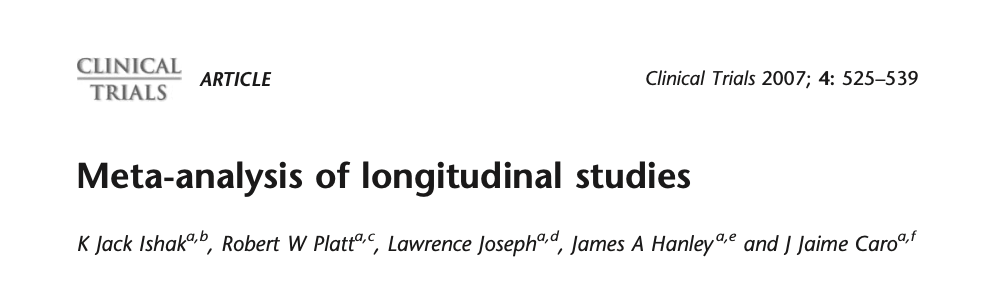 CLINICAL
TRIALS
ARTICLE
Clinical Trials 2007; 4: 525–539
Meta-analysis of longitudinal studies
K Jack Ishak^a,b, Robert W Platt^a,c, Lawrence Joseph^a,d, James A Hanley^a,e and J Jaime Caro^a,f